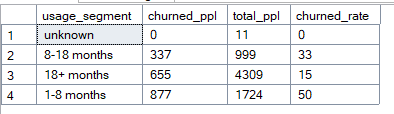 usage_segment churned_ppl total_ppl churned_rate
1 unknown 0 11 0
2 8-18 months 337 999 33
3 18+ months 655 4309 15
4 1-8 months 877 1724 50